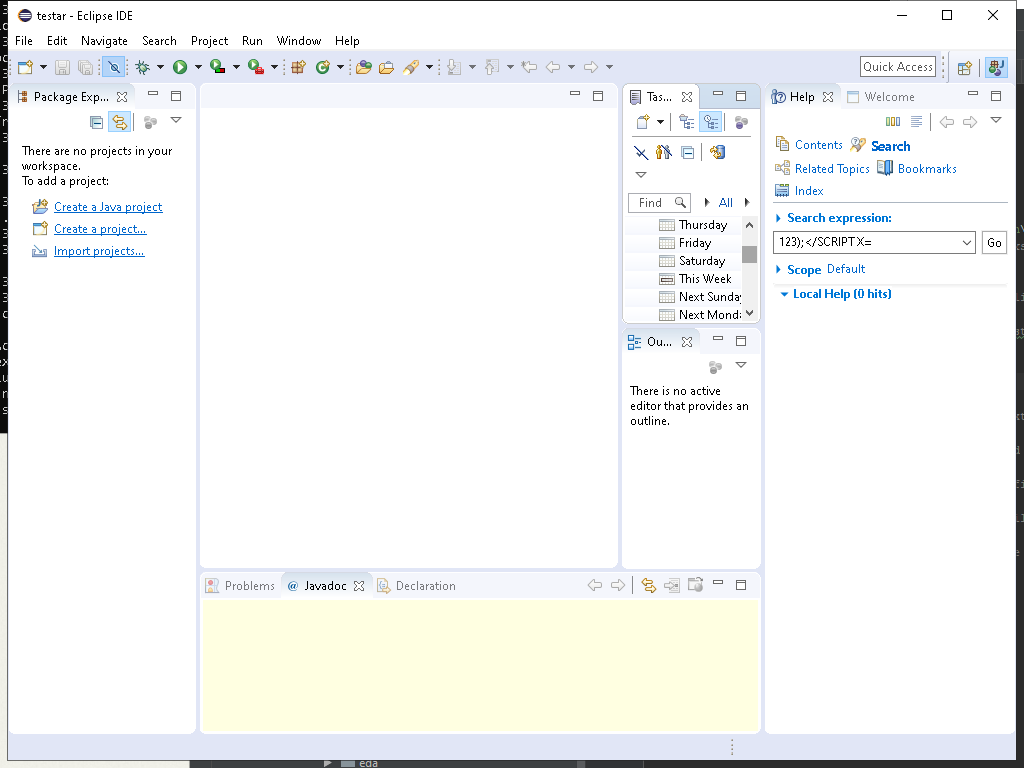 testar - Eclipse IDE
File Edit Navigate Search Project Run Window Help
Quick Access
Package Exp...
There are no projects in your
workspace.
To add a project:
Create a Java project
Create a project...
Import projects...
Tas...
Find
All
Thursday
Friday
Saturday
This Week
Next Sunday
Next Mond
Ou...
There is no active
editor that provides an
outline.
Help
Welcome
Contents
Search
Related Topics
Bookmarks
Index
Search expression:
123);</SCRIPTX=
Go
Scope Default
Local Help (0 hits)
Problems
@ Javadoc
Declaration
eda